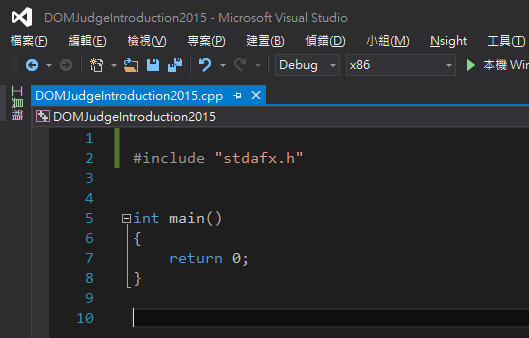 DOMJudgeIntroduction2015 - Microsoft Visual Studio
檔案(F) 編輯(E) 檢視(V) 專案(P) 建置(B) 偵錯(D) 小組(M) Nsight 工具(T)
Debug x86 本機 Win
工具箱
DOMJudgeIntroduction2015.cpp
DOMJudgeIntroduction2015
1
2 #include "stdafx.h"
3
4
5 int main()
6 {
7 return 0;
8 }
9
10